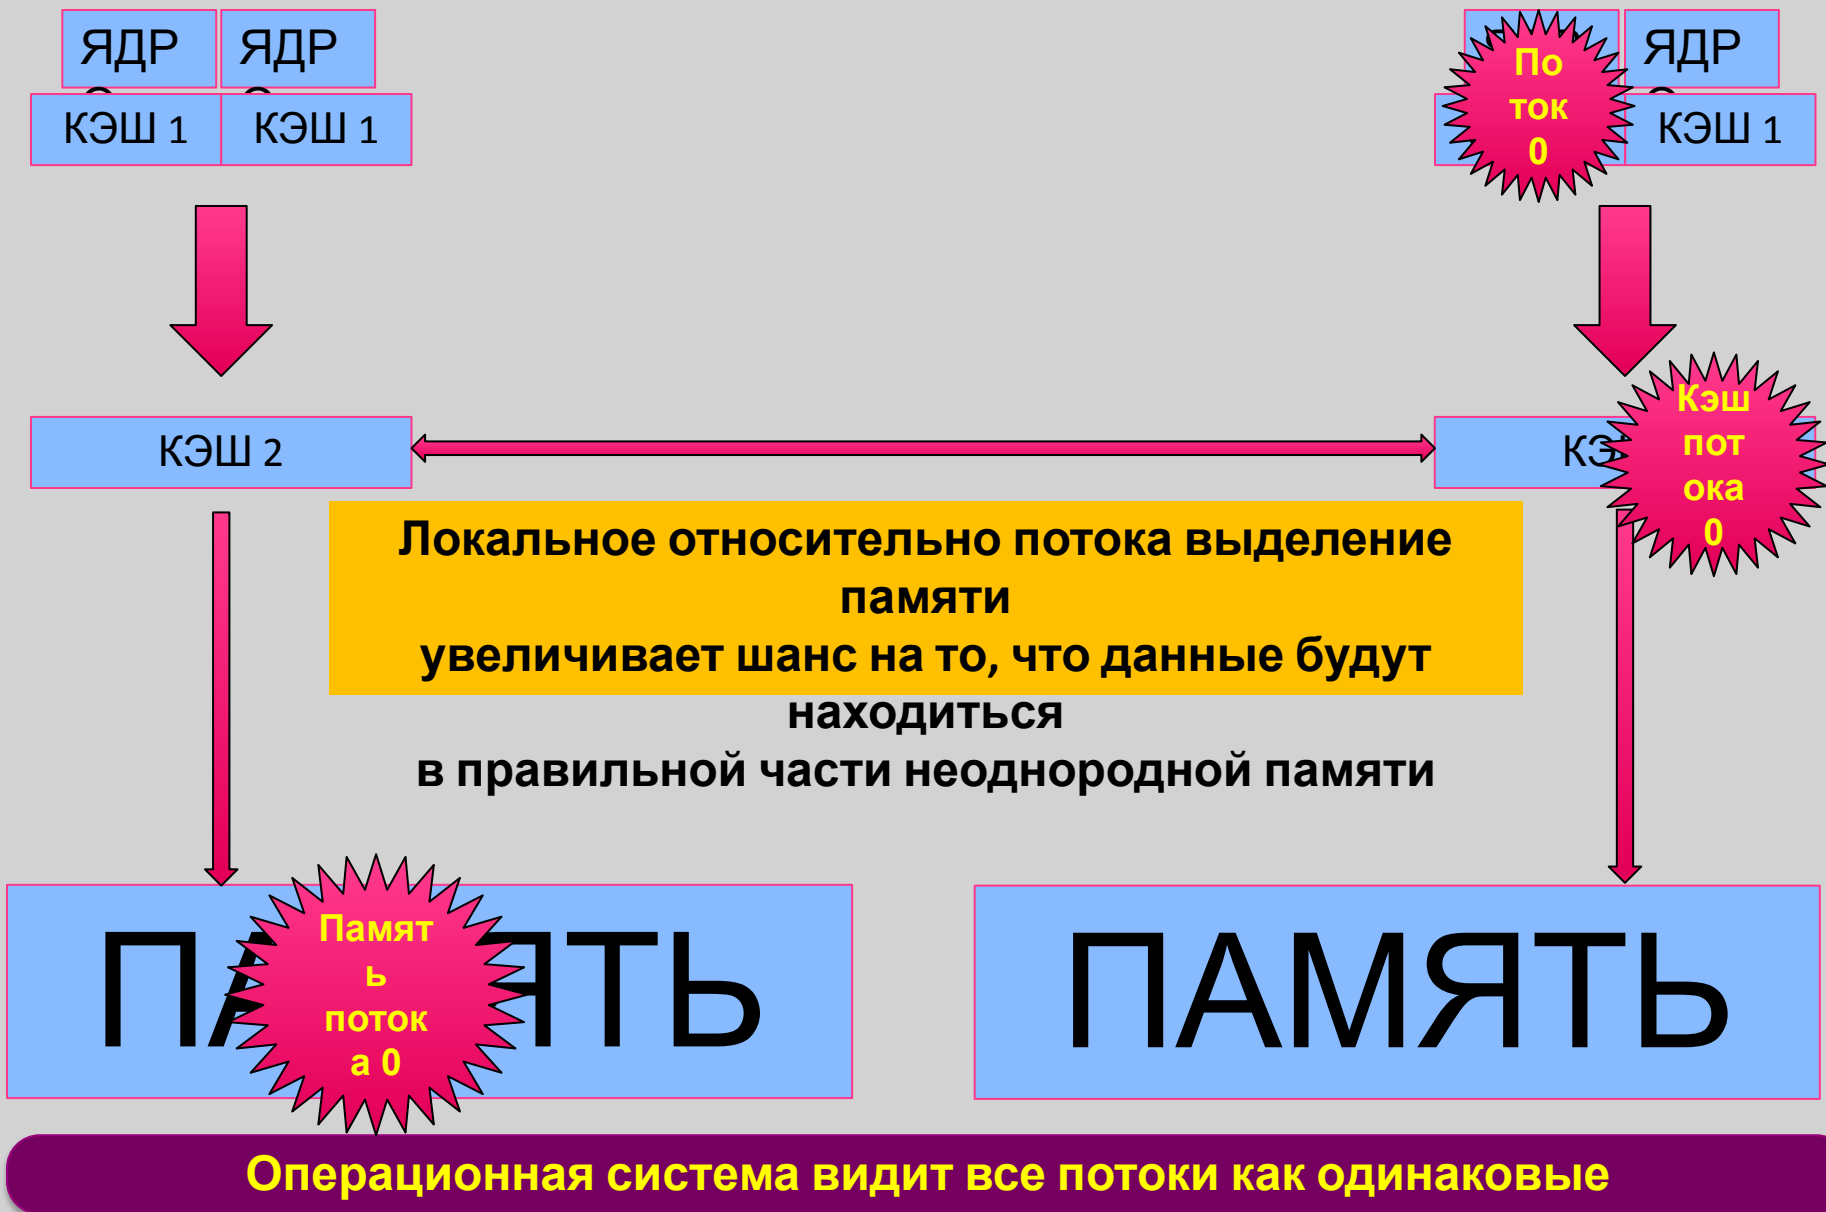 ЯДР
ЯДР
По
ток
0
ЯДР
КЭШ 1
КЭШ 1
КЭШ 1
КЭШ 2
Кэш
пот
ока
0
Локальное относительно потока выделение
памяти
увеличивает шанс на то, что данные будут
находиться
в правильной части неоднородной памяти
Памят
ь
поток
а 0
ПАМЯТЬ
Операционная система видит все потоки как одинаковые